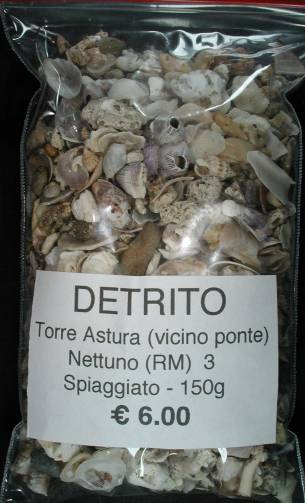 DETRITO
Torre Astura (vicino ponte)
Nettuno (RM) 3
Spiaggiato - 150g
€ 6.00